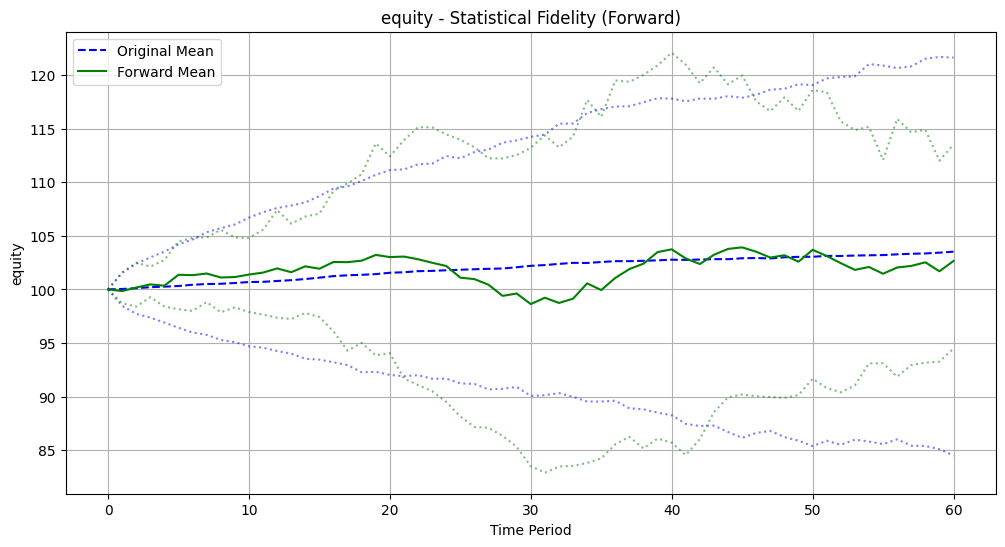 equity - Statistical Fidelity (Forward)
Original Mean
Forward Mean
equity
120
115
110
105
100
95
90
85
0 10 20 30 40 50 60
Time Period